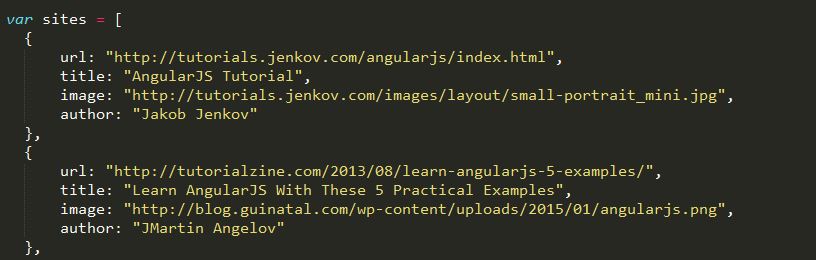 var sites = [
{
url: "http://tutorials.jenkov.com/angularjs/index.html",
title: "AngularJS Tutorial",
image: "http://tutorials.jenkov.com/images/layout/small-portrait_mini.jpg",
author: "Jakob Jenkov"
},
{
url: "http://tutorialzine.com/2013/08/learn-angularjs-5-examples/",
title: "Learn AngularJS With These 5 Practical Examples",
image: "http://blog.guinatal.com/wp-content/uploads/2015/01/angularjs.png",
author: "JMartin Angelov"
},